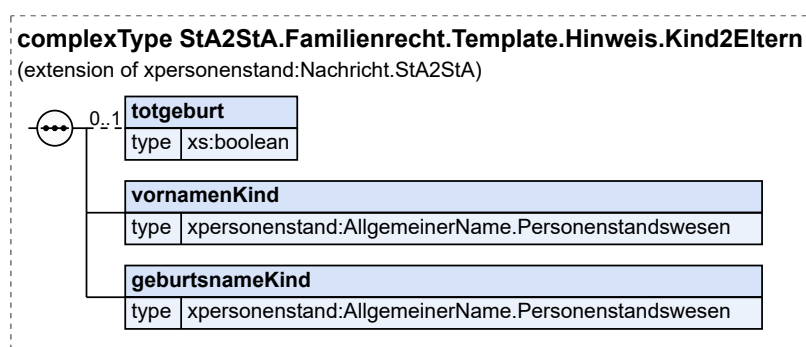 complexType StA2StA.Familienrecht.Template.Hinweis.Kind2Eltern
(extension of xpersonenstand:Nachricht.StA2StA)
0..1
totgeburt
type xs:boolean
vornamenKind
type xpersonenstand:AllgemeinerName.Personenstandswesen
geburtsnameKind
type xpersonenstand:AllgemeinerName.Personenstandswesen